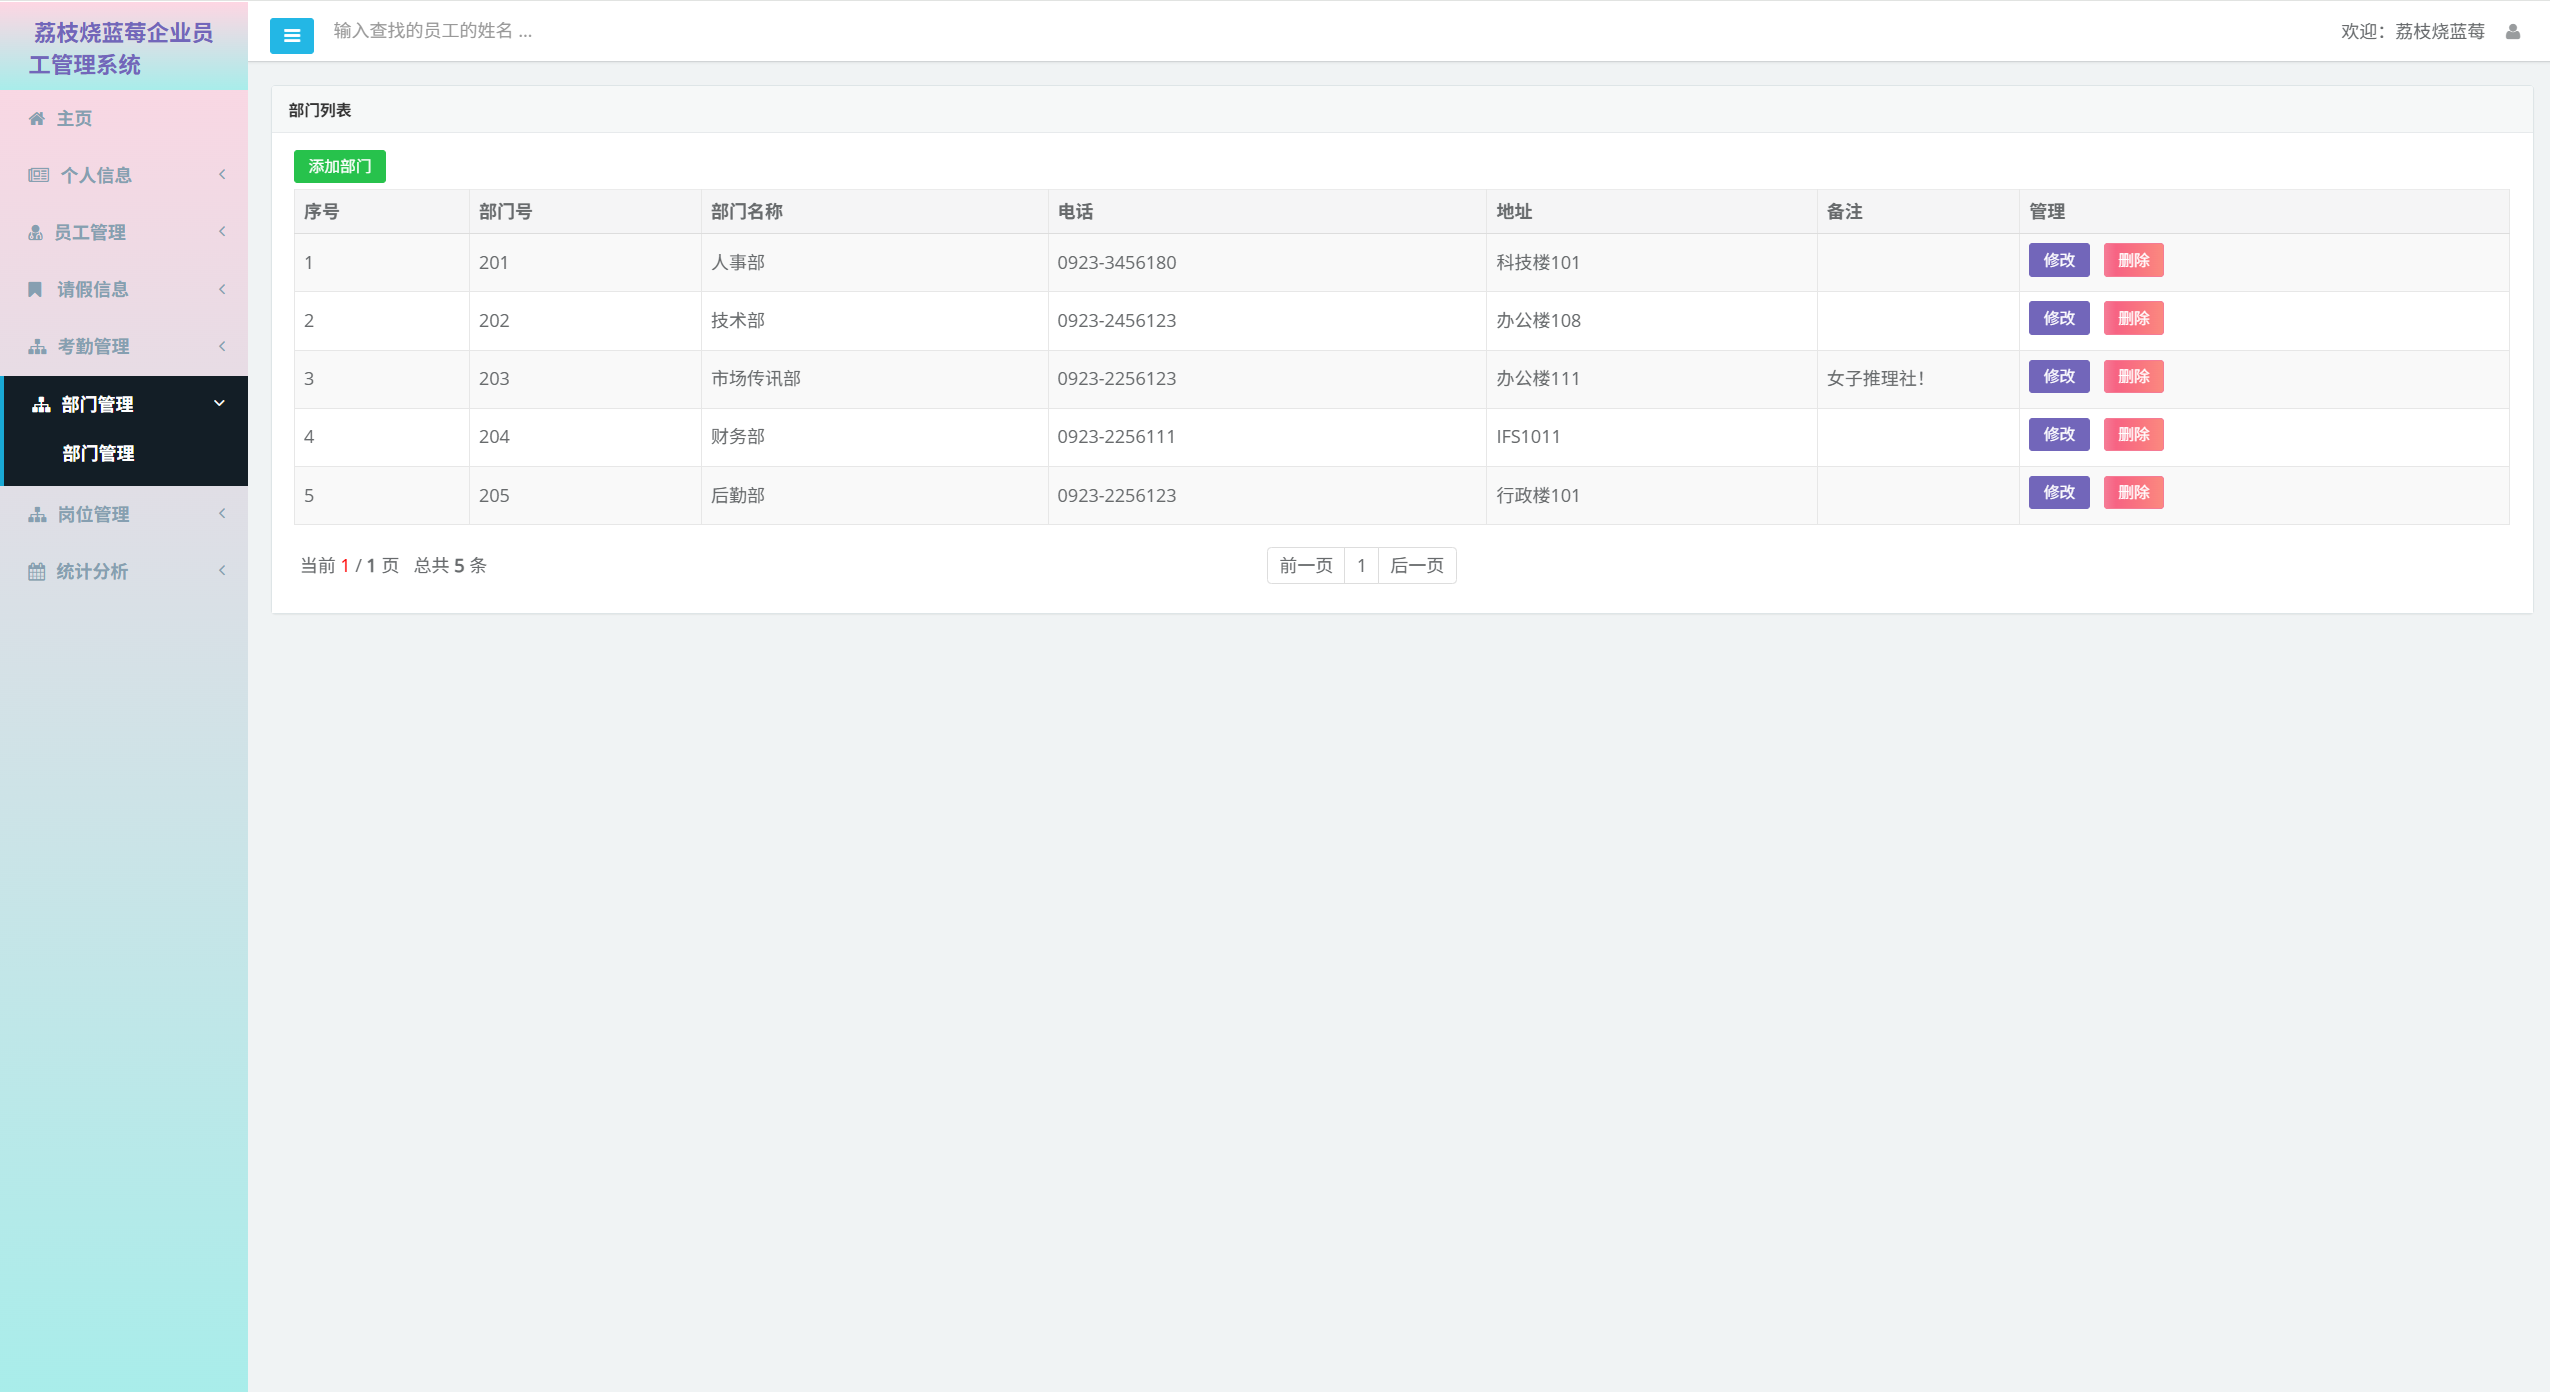 荔枝烧蓝莓企业员
工管理系统
输入查找的员工的姓名 ...
欢迎：荔枝烧蓝莓
主页
个人信息
员工管理
请假信息
考勤管理
部门管理
部门管理
岗位管理
统计分析
部门列表
添加部门
序号 部门号 部门名称 电话 地址 备注 管理
1 201 人事部 0923-3456180 科技楼101 修改 删除
2 202 技术部 0923-2456123 办公楼108 修改 删除
3 203 市场传讯部 0923-2256123 办公楼111 女子推理社！ 修改 删除
4 204 财务部 0923-2256111 IFS1011 修改 删除
5 205 后勤部 0923-2256123 行政楼101 修改 删除
当前 1 / 1 页 总共 5 条 前一页 1 后一页